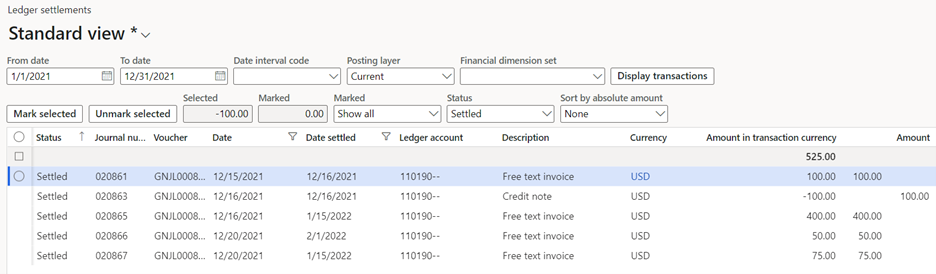 Ledger settlements
Standard view *
From date To date Date interval code Posting layer Financial dimension set
1/1/2021 12/31/2021 Current Display transactions
Selected Marked Marked Status Sort by absolute amount
Mark selected Unmark selected -100.00 0.00 Show all Settled None
Status Journal nu... Voucher Date Date settled Ledger account Description Currency Amount in transaction currency Amount
525.00
Settled 020861 GNJL0008... 12/15/2021 12/16/2021 110190-- Free text invoice USD 100.00 100.00
Settled 020863 GNJL0008... 12/16/2021 12/16/2021 110190-- Credit note USD -100.00 100.00
Settled 020865 GNJL0008... 12/16/2021 1/15/2022 110190-- Free text invoice USD 400.00 400.00
Settled 020866 GNJL0008... 12/20/2021 2/1/2022 110190-- Free text invoice USD 50.00 50.00
Settled 020867 GNJL0008... 12/20/2021 1/15/2022 110190-- Free text invoice USD 75.00 75.00